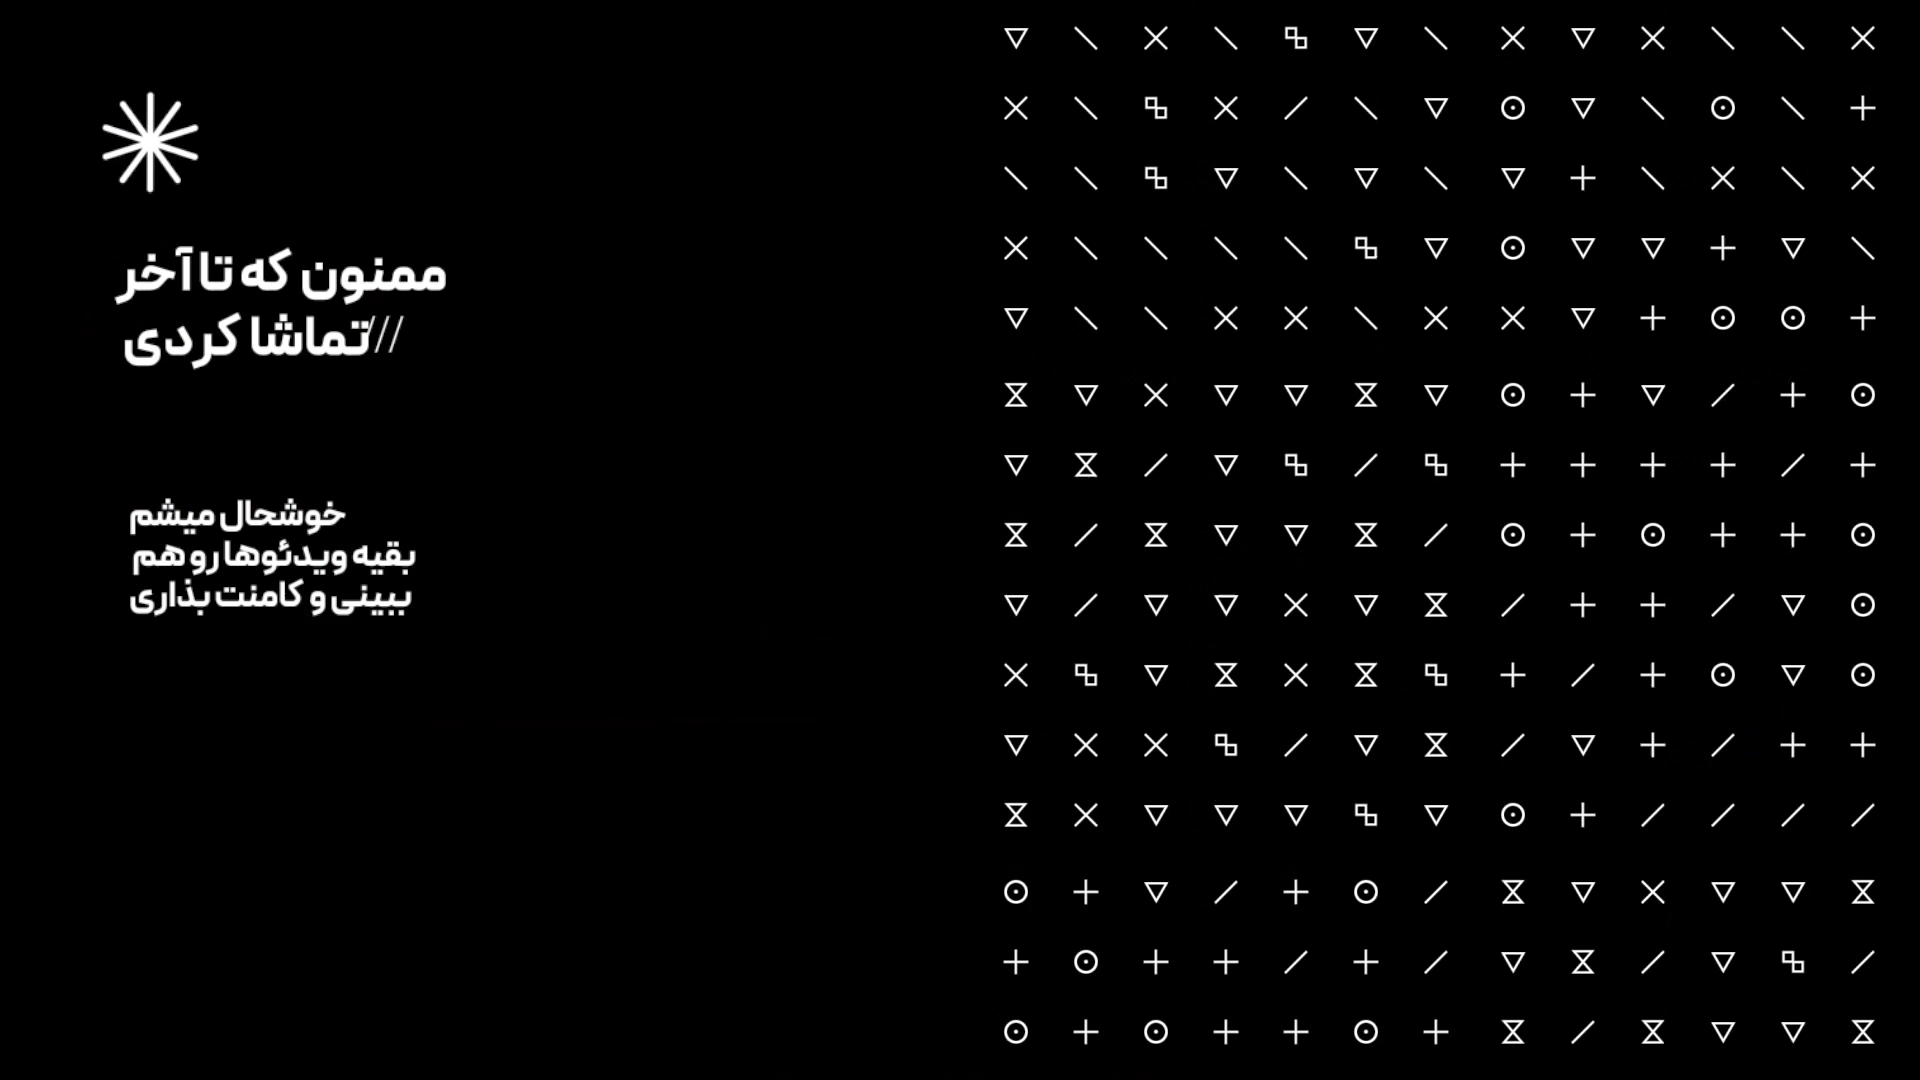 ممنون که تا آخر
///تماشا کردی
خوشحال میشم
بقیه ویدئوها رو هم
ببینی و کامنت بذاری